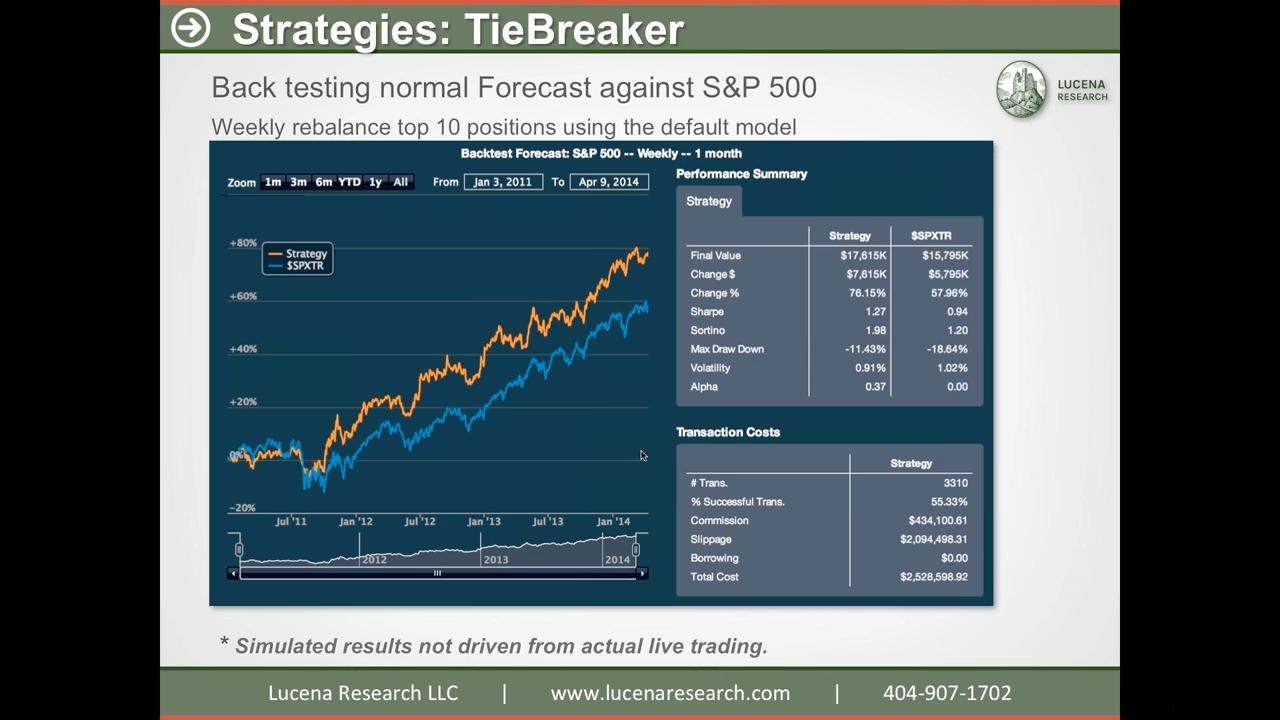 Strategies: TieBreaker
Back testing normal Forecast against S&P 500
LUCENA
RESEARCH
Weekly rebalance top 10 positions using the default model
Backtest Forecast: S&P 500 -- Weekly -- 1 month
Zoom 1m 3m 6m YTD 1y All From Jan 3, 2011 To Apr 9, 2014
+80%
+60%
+40%
+20%
0%
-20%
Strategy
$SPXTR
Jul '11 Jan '12 Jul '12 Jan '13 Jul '13 Jan '14
2012 2013 2014
Performance Summary
Strategy
Strategy $SPXTR
Final Value $17,615K $15,795K
Change $ $7,615K $5,795K
Change % 76.15% 57.96%
Sharpe 1.27 0.94
Sortino 1.98 1.20
Max Draw Down -11.43% -18.64%
Volatility 0.91% 1.02%
Alpha 0.37 0.00
Transaction Costs
Strategy
# Trans. 3310
% Successful Trans. 55.33%
Commission $434,100.61
Slippage $2,094,498.31
Borrowing $0.00
Total Cost $2,528,598.92
* Simulated results not driven from actual live trading.
Lucena Research LLC | www.lucenaresearch.com | 404-907-1702